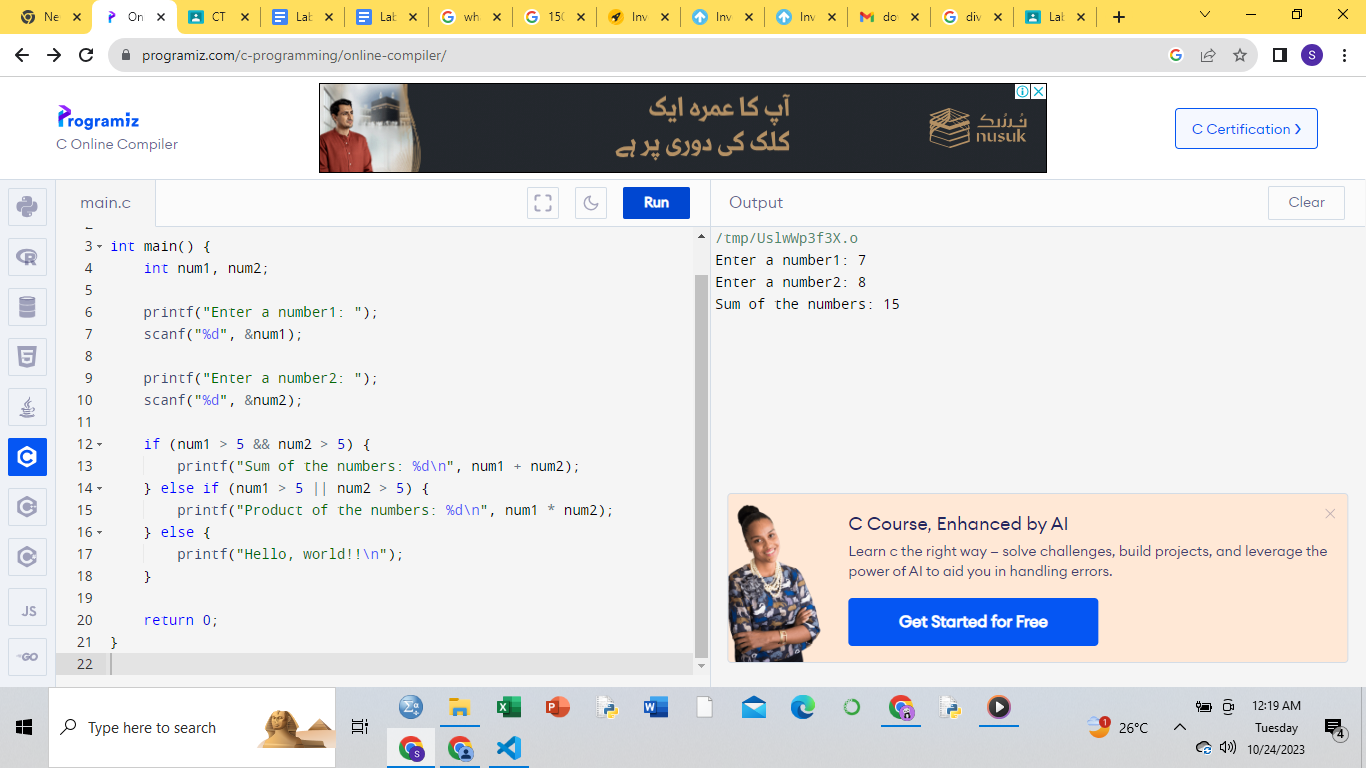 Ne
On
CT
Lab
Lab
wh
150
Inv
Inv
Inv
do
div
Lab
programiz.com/c-programming/online-compiler/
S
Programiz
C Online Compiler
آپ کا عمرہ ایک
کلک کی دوری پر ہے
نُسُك
nusuk
C Certification
main.c
Run
Output
Clear
2
3 int main() {
4 int num1, num2;
5
6 printf("Enter a number1: ");
7 scanf("%d", &num1);
8
9 printf("Enter a number2: ");
10 scanf("%d", &num2);
11
12 if (num1 > 5 && num2 > 5) {
13 printf("Sum of the numbers: %d\n", num1 + num2);
14 } else if (num1 > 5 || num2 > 5) {
15 printf("Product of the numbers: %d\n", num1 * num2);
16 } else {
17 printf("Hello, world!!\n");
18 }
19
20 return 0;
21 }
22
JS
GO
/tmp/UslwWp3f3X.o
Enter a number1: 7
Enter a number2: 8
Sum of the numbers: 15
C Course, Enhanced by AI
Learn c the right way – solve challenges, build projects, and leverage the
power of AI to aid you in handling errors.
Get Started for Free
Type here to search
1
26°C
12:19 AM
Tuesday
10/24/2023
4